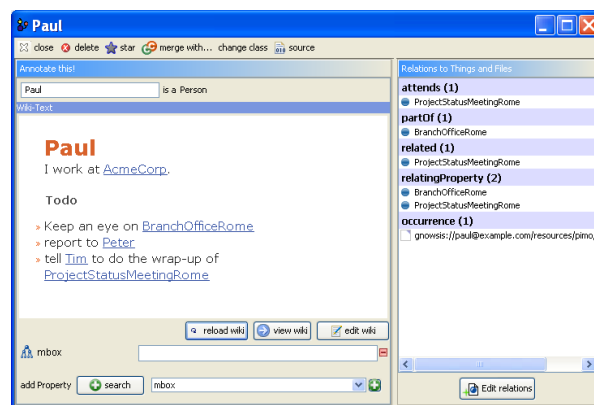 Paul
close delete star merge with... change class source
Annotate this!
Paul is a Person
Wiki-Text
Paul
I work at AcmeCorp.
Todo
» Keep an eye on BranchOfficeRome
» report to Peter
» tell Tim to do the wrap-up of
ProjectStatusMeetingRome
reload wiki view wiki edit wiki
mbox
add Property search mbox
Relations to Things and Files
attends (1)
ProjectStatusMeetingRome
partOf (1)
BranchOfficeRome
related (1)
ProjectStatusMeetingRome
relatingProperty (2)
BranchOfficeRome
ProjectStatusMeetingRome
occurrence (1)
gnowsis://paul@example.com/resources/pimo,
Edit relations